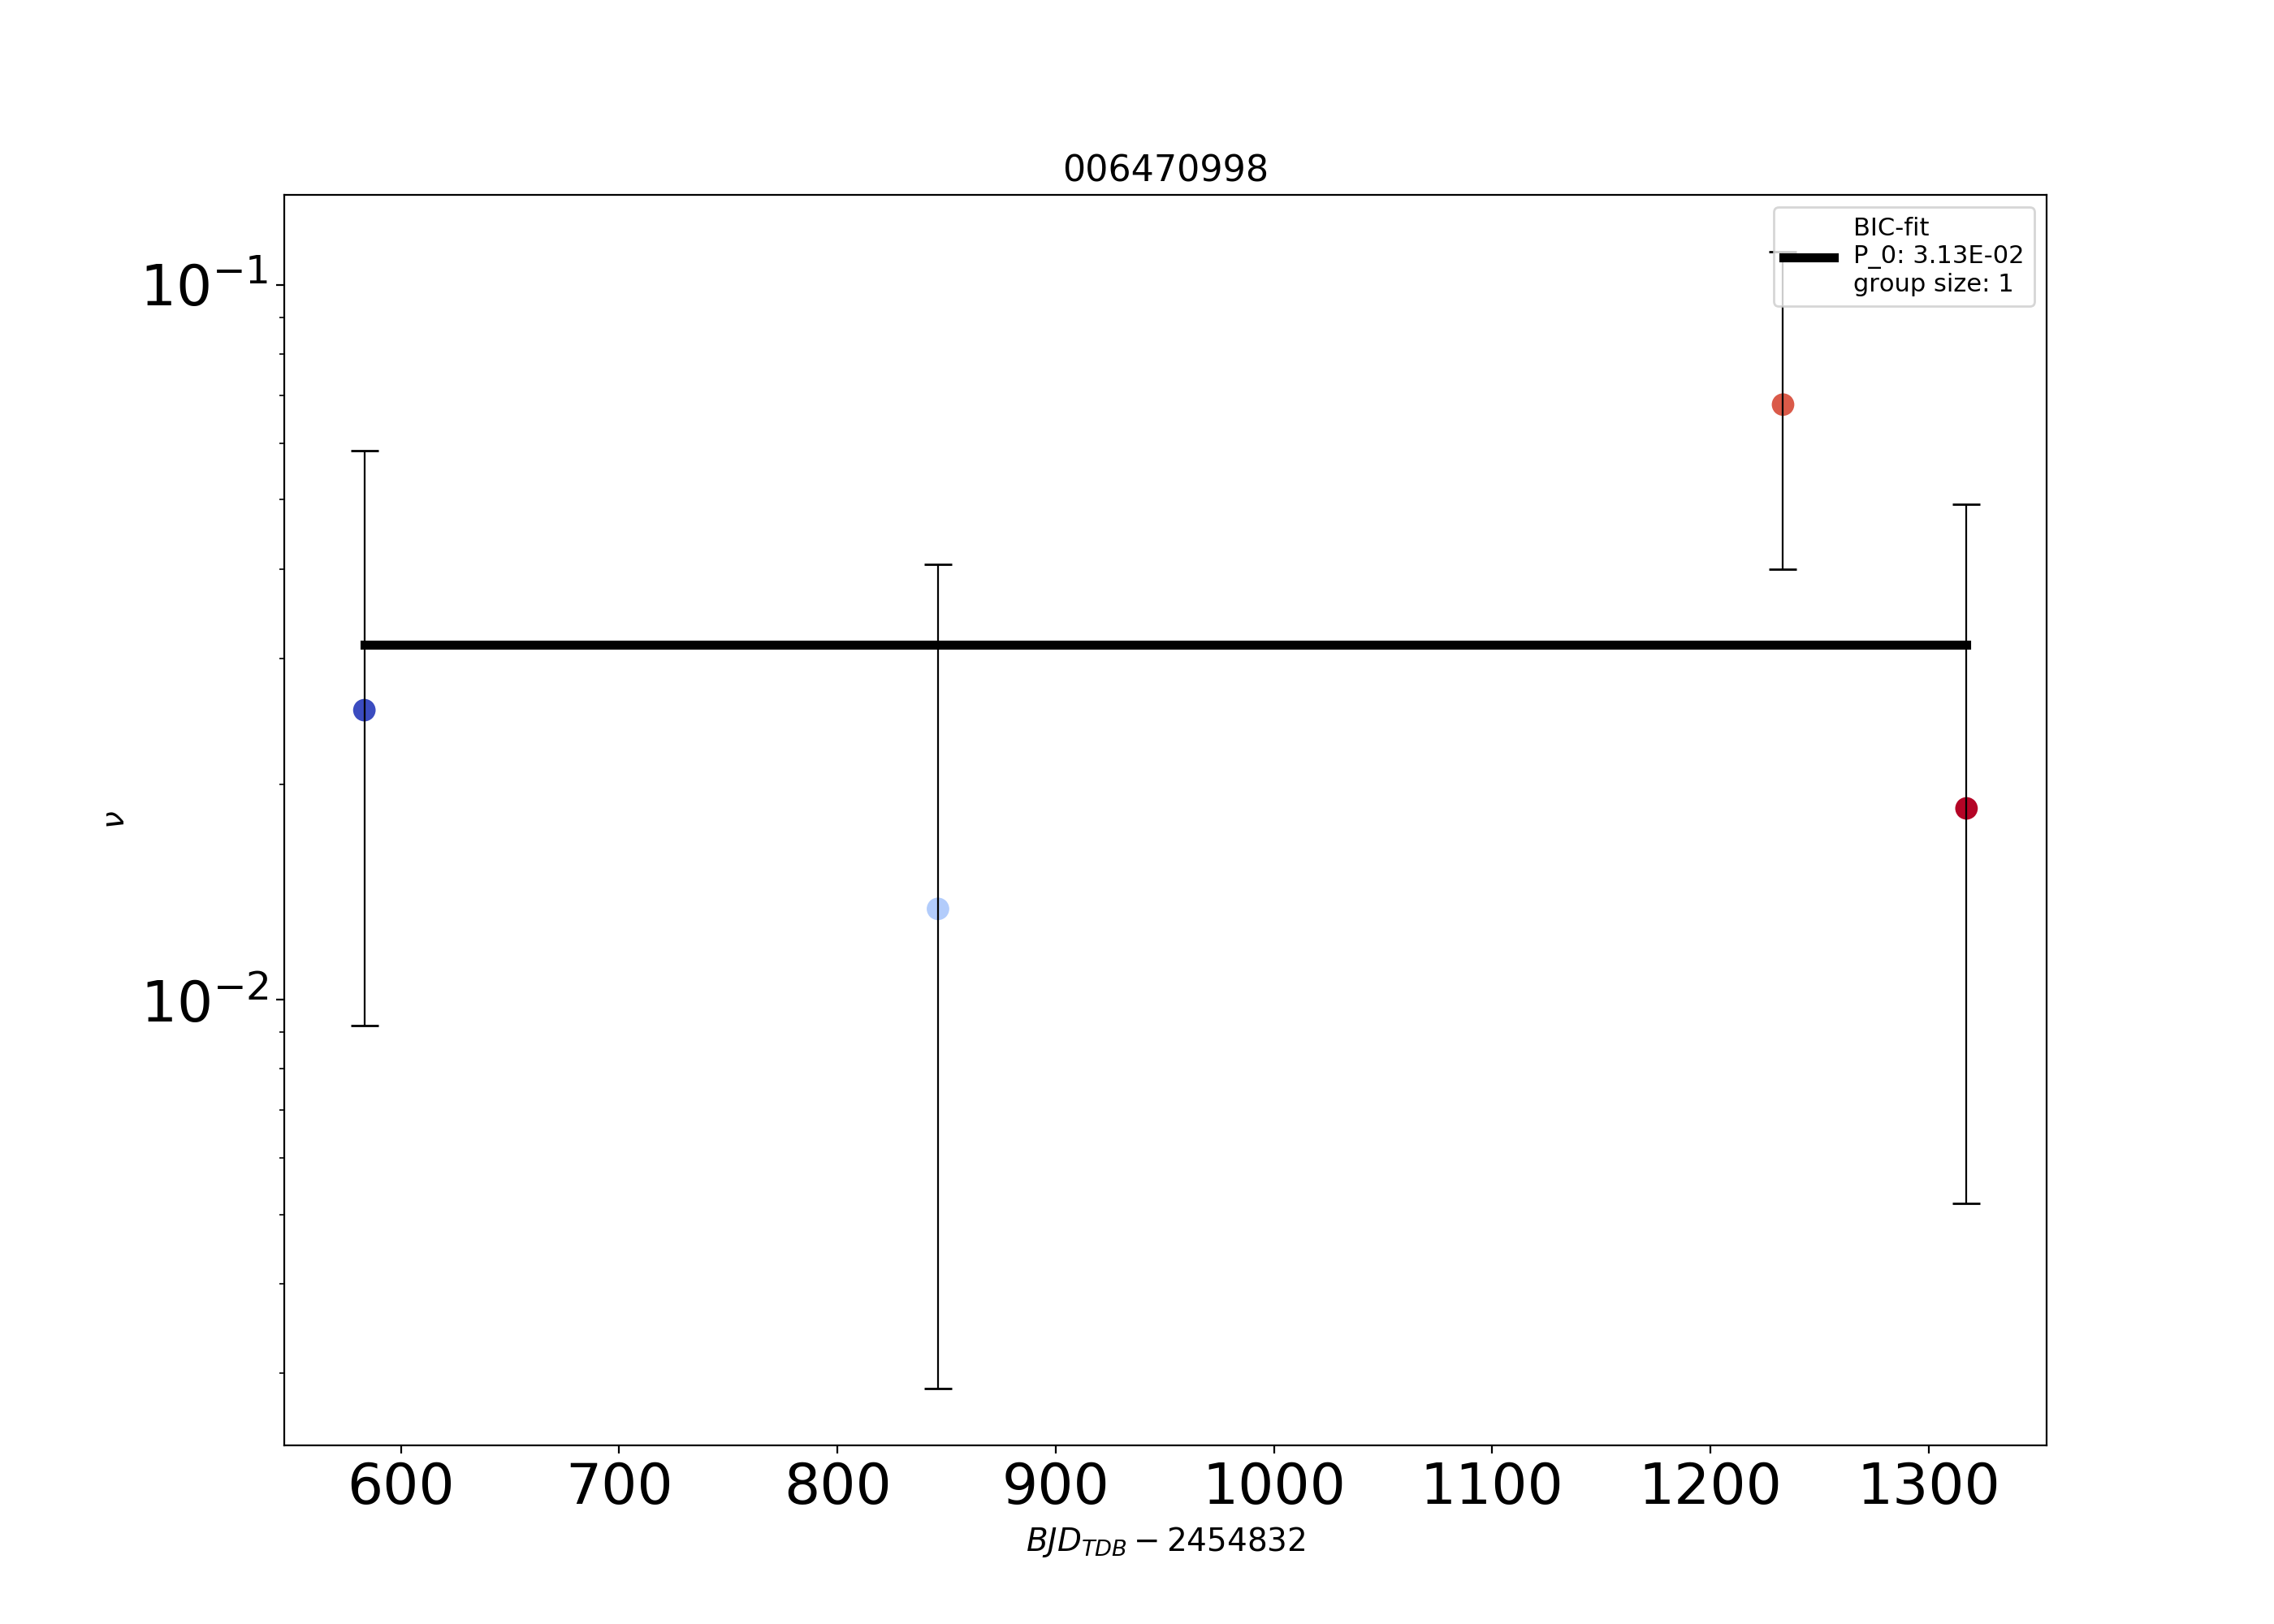 006470998
BIC-fit
P_0: 3.13E-02
group size: 1
10⁻¹
10⁻²
ν
600 700 800 900 1000 1100 1200 1300
BJD_TDB − 2454832